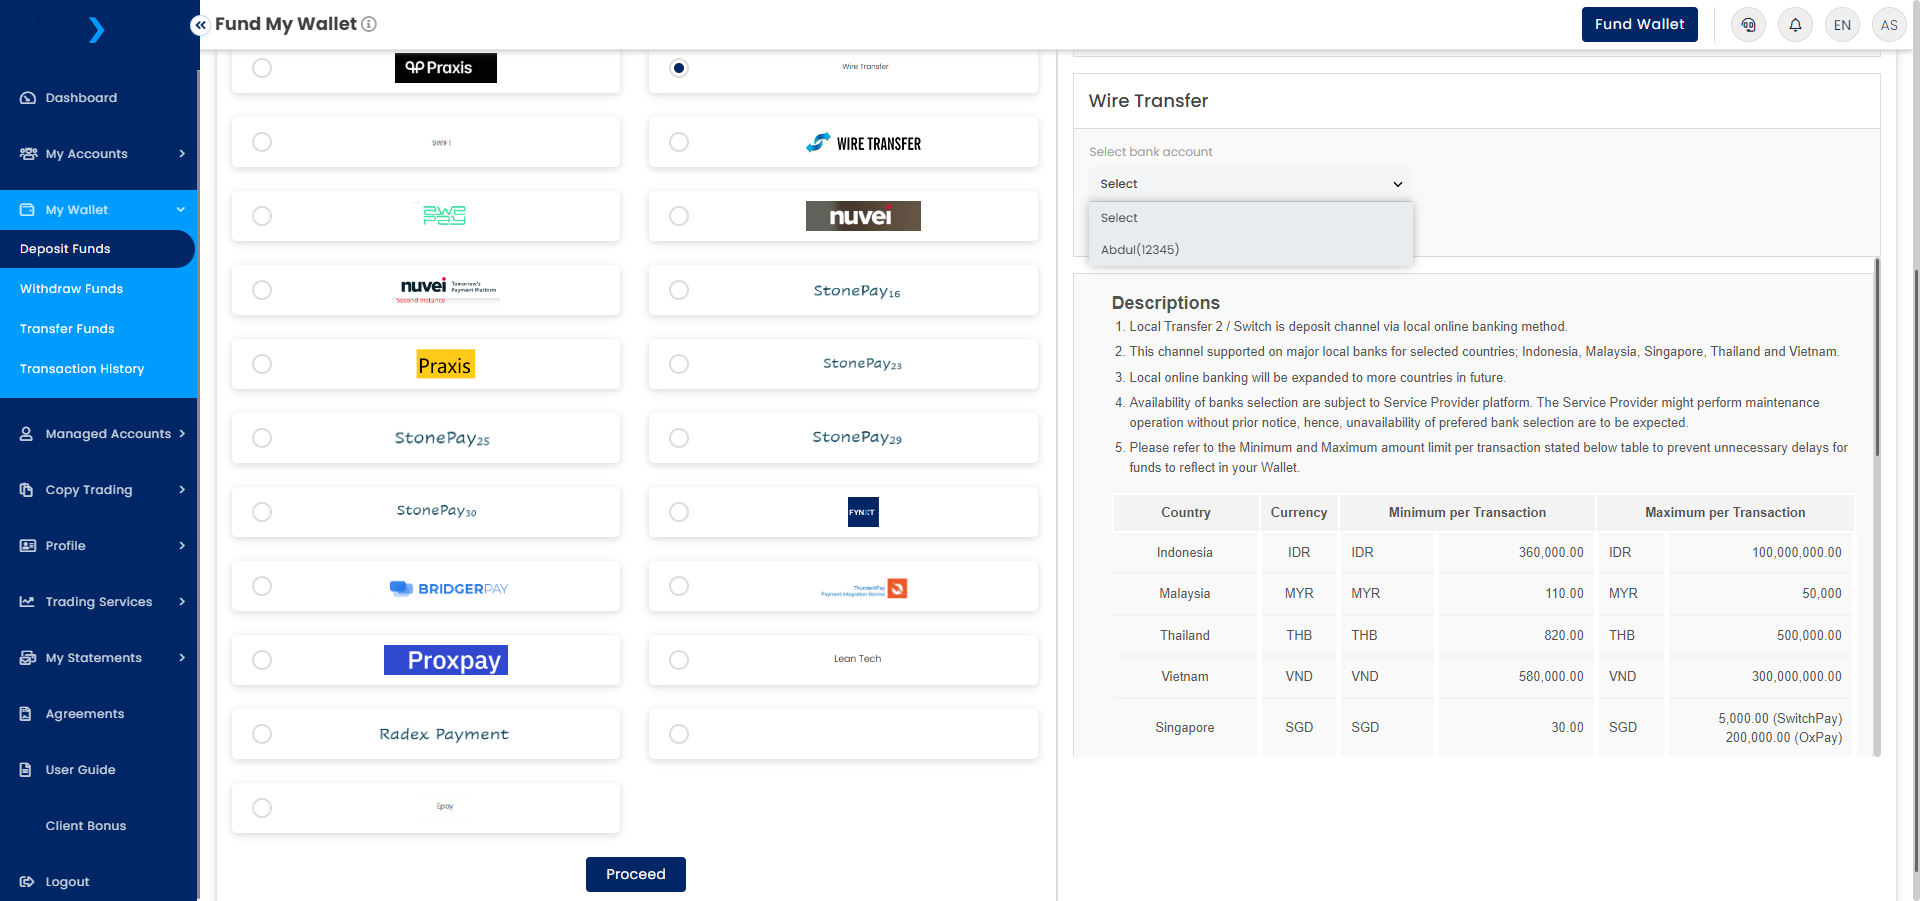 Fund My Wallet
Fund Wallet
EN
AS
Dashboard
My Accounts
My Wallet
Deposit Funds
Withdraw Funds
Transfer Funds
Transaction History
Managed Accounts
Copy Trading
Profile
Trading Services
My Statements
Agreements
User Guide
Client Bonus
Logout
Praxis
Wire Transfer
WIRE TRANSFER
nuvei
nuvei Tomorrow's Payment Platform
Second Instance
StonePay16
Praxis
StonePay23
StonePay25
StonePay29
StonePay30
FYNXT
BRIDGERPAY
ThunderXPay
Payment Integration Service
Proxpay
Lean Tech
Radex Payment
Epay
Proceed
Wire Transfer
Select bank account
Select
Select
Abdul(12345)
Descriptions
1. Local Transfer 2 / Switch is deposit channel via local online banking method.
2. This channel supported on major local banks for selected countries; Indonesia, Malaysia, Singapore, Thailand and Vietnam.
3. Local online banking will be expanded to more countries in future.
4. Availability of banks selection are subject to Service Provider platform. The Service Provider might perform maintenance
operation without prior notice, hence, unavailability of prefered bank selection are to be expected.
5. Please refer to the Minimum and Maximum amount limit per transaction stated below table to prevent unnecessary delays for
funds to reflect in your Wallet.
Country Currency Minimum per Transaction Maximum per Transaction
Indonesia IDR IDR 360,000.00 IDR 100,000,000.00
Malaysia MYR MYR 110.00 MYR 50,000
Thailand THB THB 820.00 THB 500,000.00
Vietnam VND VND 580,000.00 VND 300,000,000.00
Singapore SGD SGD 30.00 SGD 5,000.00 (SwitchPay)
200,000.00 (OxPay)